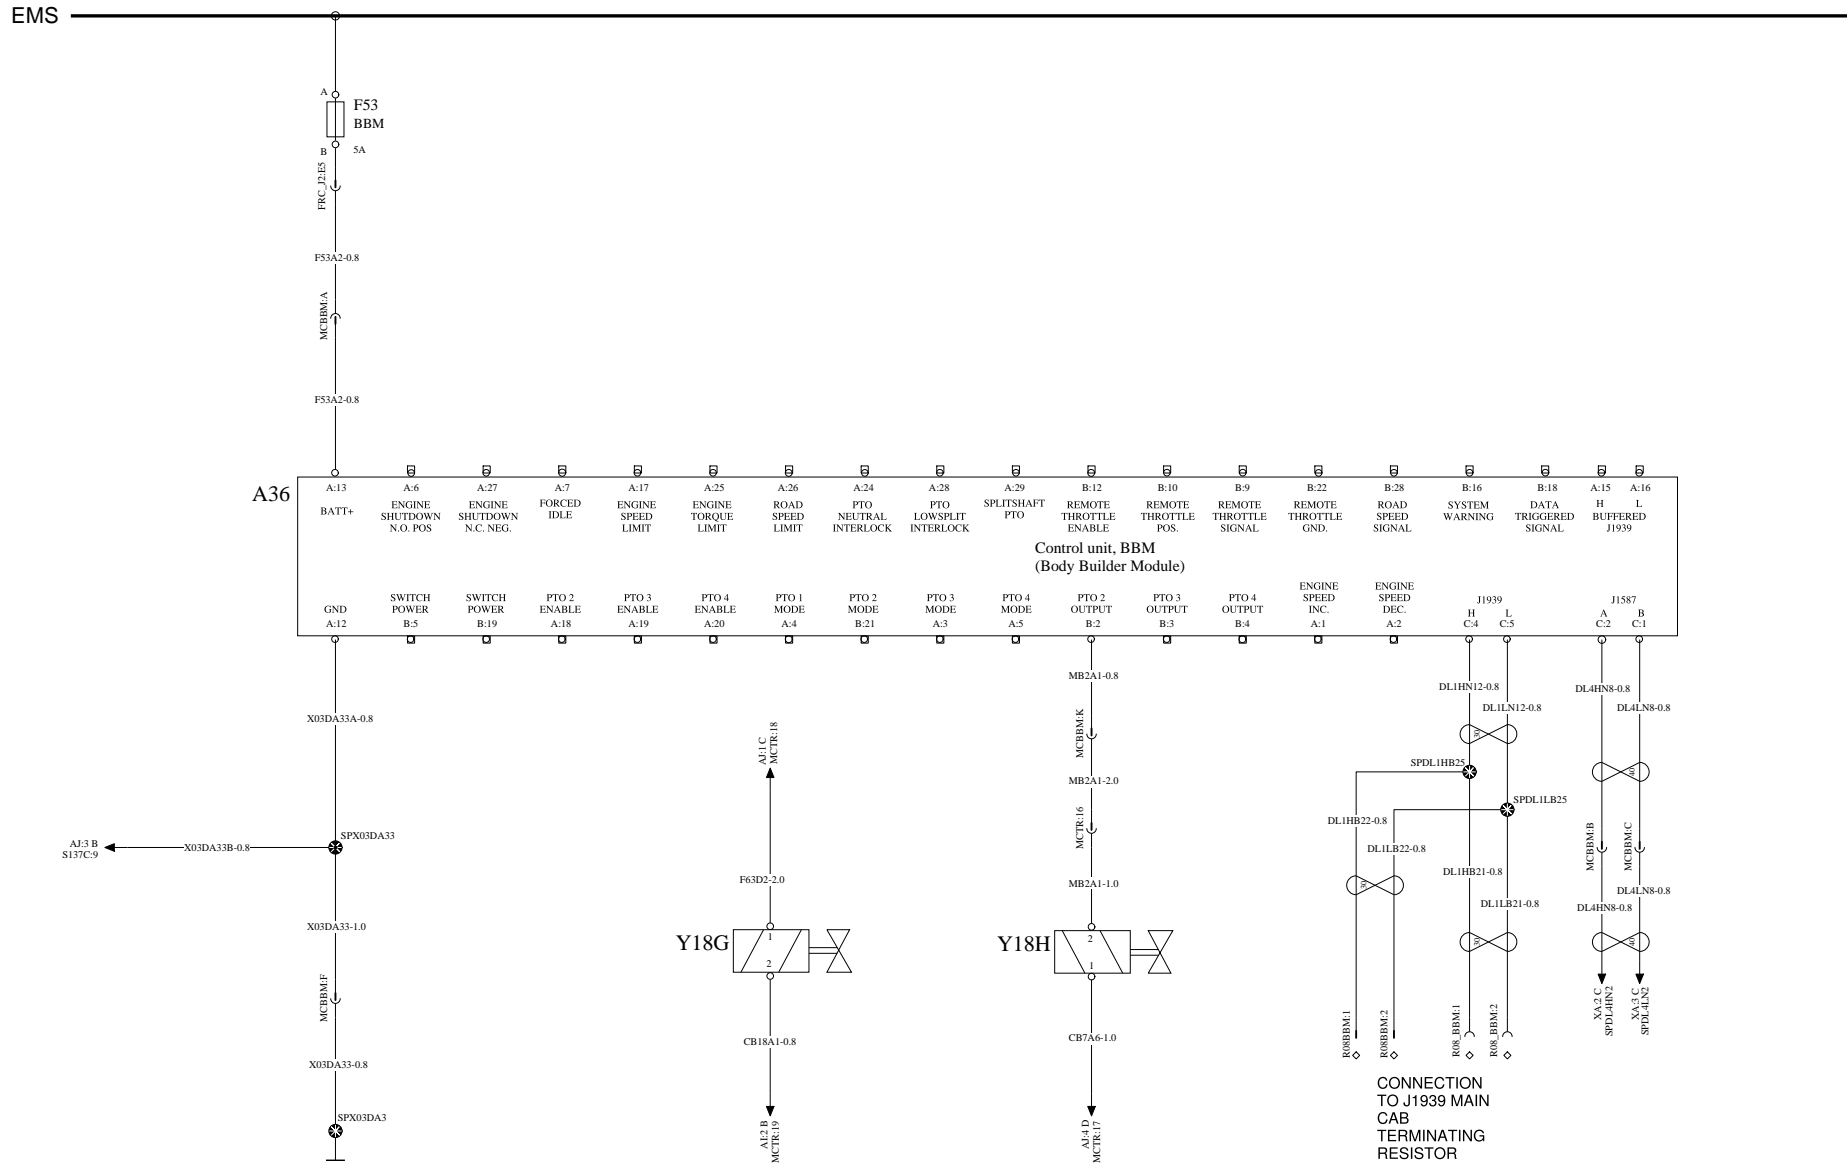 EMS
A
F53
BBM
B
5A
FRC_J2:E5
F53A2-0.8
MCBBM:A
F53A2-0.8
A36
A:13
A:6
A:27
A:7
A:17
A:25
A:26
A:24
A:28
A:29
B:12
B:10
B:9
B:22
B:28
B:16
B:18
A:15
A:16
BATT+
ENGINE
SHUTDOWN
N.O. POS
ENGINE
SHUTDOWN
N.C. NEG.
FORCED
IDLE
ENGINE
SPEED
LIMIT
ENGINE
TORQUE
LIMIT
ROAD
SPEED
LIMIT
PTO
NEUTRAL
INTERLOCK
PTO
LOWSPLIT
INTERLOCK
SPLITSHAFT
PTO
REMOTE
THROTTLE
ENABLE
REMOTE
THROTTLE
POS.
REMOTE
THROTTLE
SIGNAL
REMOTE
THROTTLE
GND.
ROAD
SPEED
SIGNAL
SYSTEM
WARNING
DATA
TRIGGERED
SIGNAL
H L
BUFFERED
J1939
Control unit, BBM
(Body Builder Module)
GND
A:12
SWITCH
POWER
B:5
SWITCH
POWER
B:19
PTO 2
ENABLE
A:18
PTO 3
ENABLE
A:19
PTO 4
ENABLE
A:20
PTO 1
MODE
A:4
PTO 2
MODE
B:21
PTO 3
MODE
A:3
PTO 4
MODE
A:5
PTO 2
OUTPUT
B:2
PTO 3
OUTPUT
B:3
PTO 4
OUTPUT
B:4
ENGINE
SPEED
INC.
A:1
ENGINE
SPEED
DEC.
A:2
J1939
H L
C:4 C:5
J1587
A B
C:2 C:1
X03DA33A-0.8
SPX03DA33
AJ:3 B
S137C:9
X03DA33B-0.8
X03DA33-1.0
MCBBM:F
X03DA33-0.8
SPX03DA3
AJ:1 C
MCTR:18
F63D2-2.0
Y18G
1
2
CB18A1-0.8
AI:2 B
MCTR:19
MB2A1-0.8
MCBBM:K
MB2A1-2.0
MCTR:16
MB2A1-1.0
Y18H
2
1
CB7A6-1.0
AJ:4 D
MCTR:17
DL1HN12-0.8
DL1LN12-0.8
30
SPDL1HB25
SPDL1LB25
DL1HB22-0.8
DL1LB22-0.8
30
DL1HB21-0.8
DL1LB21-0.8
30
R08BBM:1
R08BBM:2
R08_BBM:1
R08_BBM:2
CONNECTION
TO J1939 MAIN
CAB
TERMINATING
RESISTOR
DL4HN8-0.8
DL4LN8-0.8
40
MCBBM:B
MCBBM:C
DL4LN8-0.8
DL4HN8-0.8
40
XA:2 C
SPDL4HN2
XA:3 C
SPDL4LN2